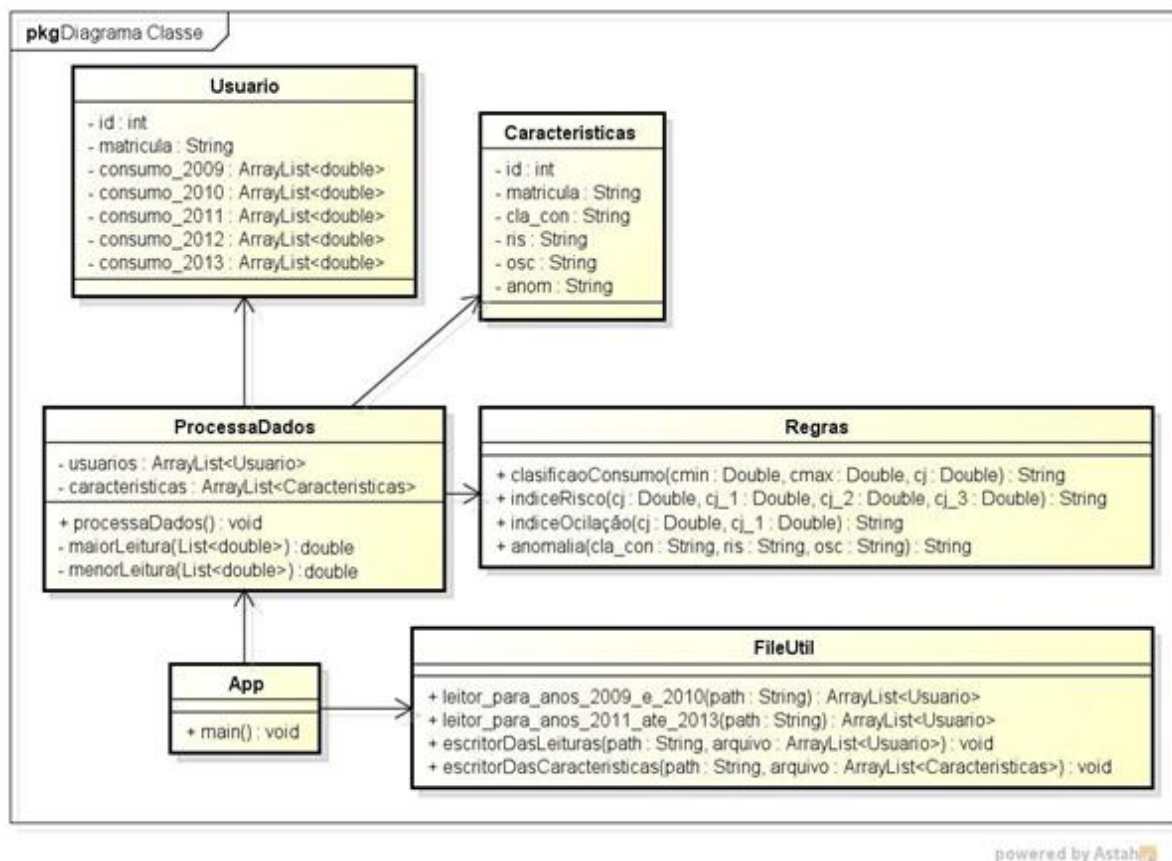 pkg Diagrama Classe
Usuario
- id : int
- matricula : String
- consumo_2009 : ArrayList<double>
- consumo_2010 : ArrayList<double>
- consumo_2011 : ArrayList<double>
- consumo_2012 : ArrayList<double>
- consumo_2013 : ArrayList<double>
Caracteristicas
- id : int
- matricula : String
- cla_con : String
- ris : String
- osc : String
- anom : String
ProcessaDados
- usuarios : ArrayList<Usuario>
- caracteristicas : ArrayList<Caracteristicas>
+ processaDados() : void
- maiorLeitura(List<double>) : double
- menorLeitura(List<double>) : double
Regras
+ clasificaoConsumo(cmin : Double, cmax : Double, cj : Double) : String
+ indiceRisco(cj : Double, cj_1 : Double, cj_2 : Double, cj_3 : Double) : String
+ indiceOcilação(cj : Double, cj_1 : Double) : String
+ anomalia(cla_con : String, ris : String, osc : String) : String
App
+ main() : void
FileUtil
+ leitor_para_anos_2009_e_2010(path : String) : ArrayList<Usuario>
+ leitor_para_anos_2011_ate_2013(path : String) : ArrayList<Usuario>
+ escritorDasLeituras(path : String, arquivo : ArrayList<Usuario>) : void
+ escritorDasCaracteristicas(path : String, arquivo : ArrayList<Caracteristicas>) : void
powered by Astah